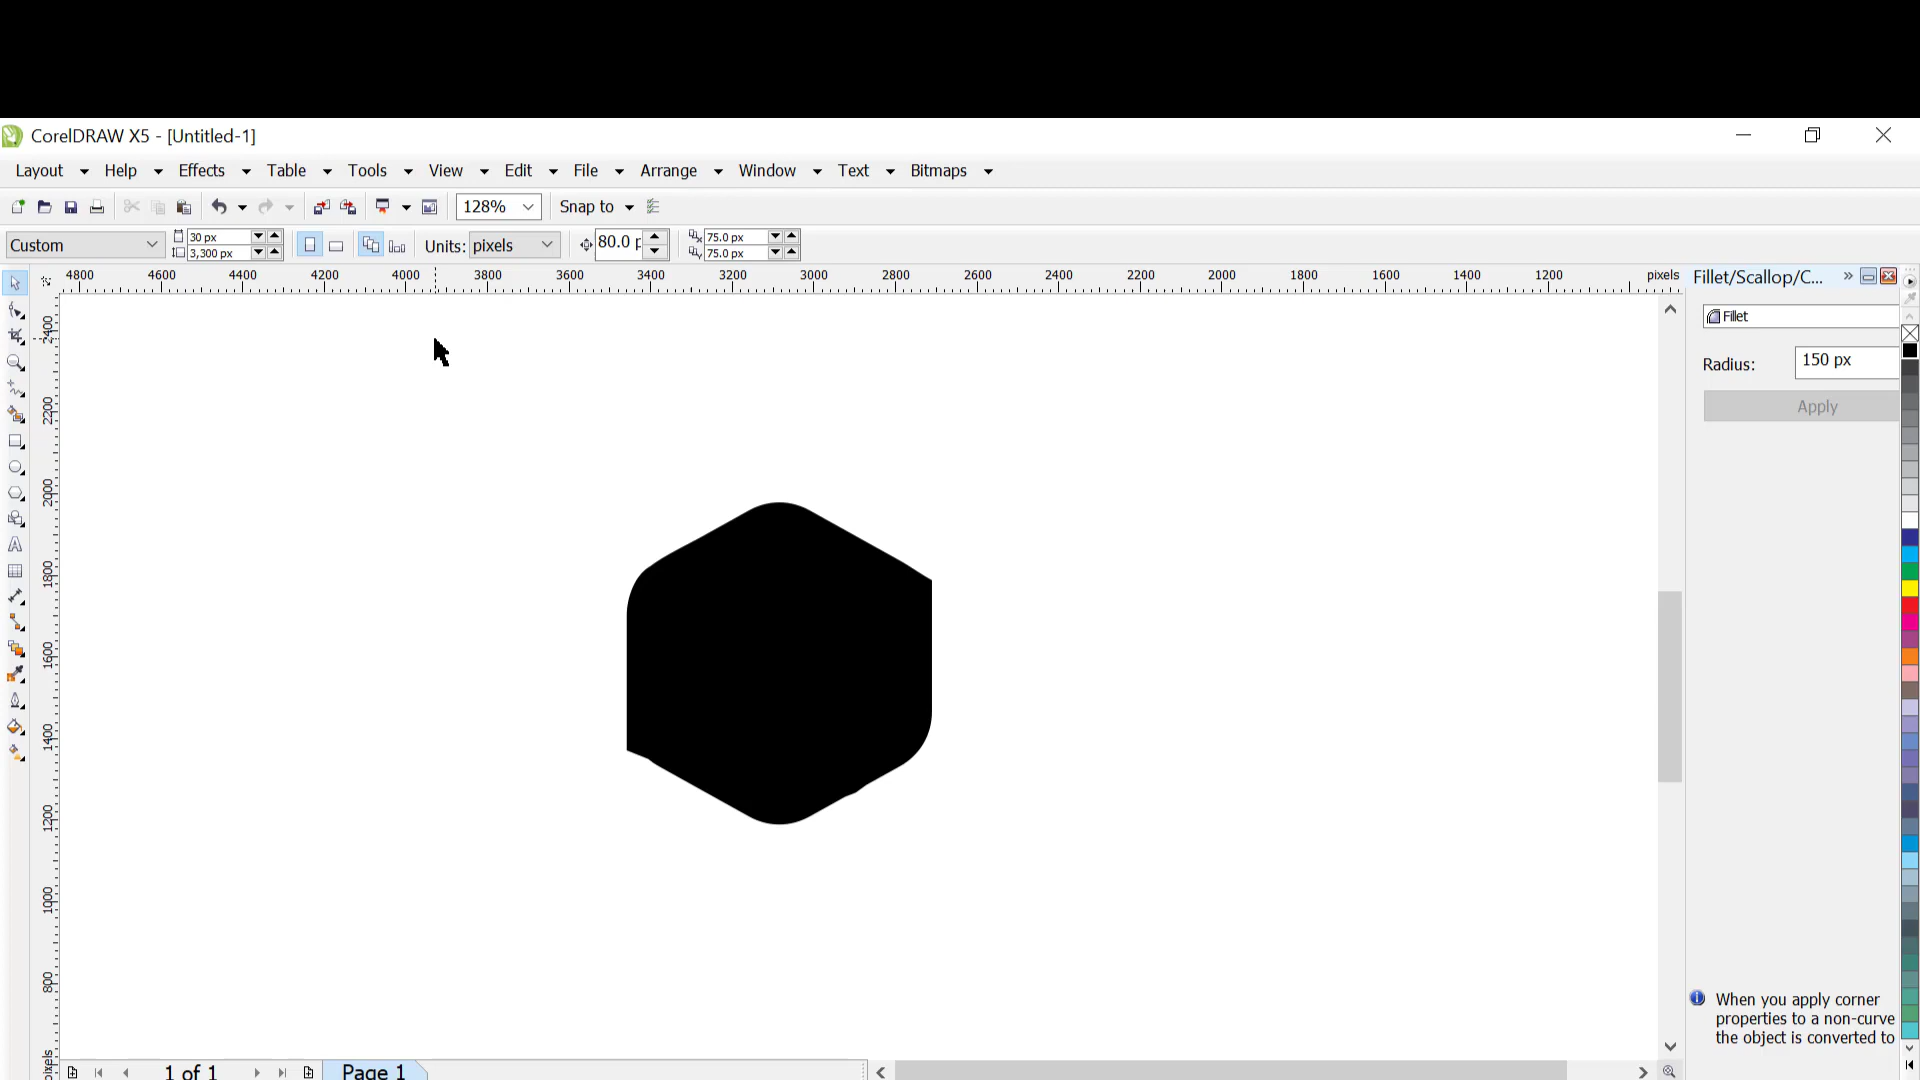 CorelDRAW X5 - [Untitled-1]
Layout Help Effects Table Tools View Edit File Arrange Window Text Bitmaps
128% Snap to
Custom 30 px 3,300 px Units: pixels 80.0 p 75.0 px 75.0 px
4800 4600 4400 4200 4000 3800 3600 3400 3200 3000 2800 2600 2400 2200 2000 1800 1600 1400 1200 pixels
Fillet/Scallop/C...
Fillet
Radius: 150 px
Apply
2400
2200
2000
1800
1600
1400
1200
1000
800
pixels
When you apply corner
properties to a non-curve
the object is converted to
1 of 1 Page 1